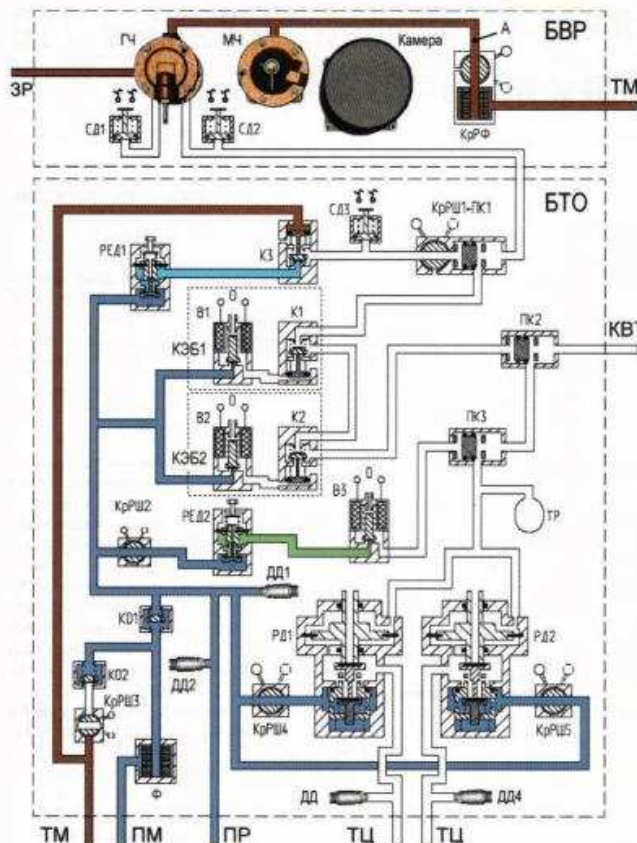 ГЧ
МЧ
Камера
А
БВР
ЗР
ТМ
СД1
СД2
КрРФ
СД3
КрРШ1-ПК1
БТО
РЕД1
К3
В1
К1
ПК2
КВТ
КЭБ1
В2
К2
ПК3
КЭБ2
КрРШ2
РЕД2
В3
ТР
ДД1
КО1
РД1
РД2
КО2
ДД2
КрРШ3
КрРШ4
КрРШ5
Ф
ДД
ДД4
ТМ
ПМ
ПР
ТЦ
ТЦ